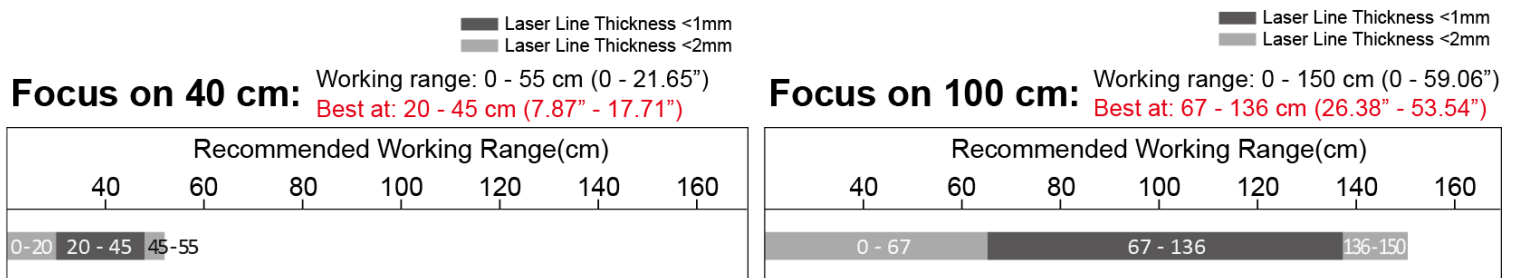 Laser Line Thickness <1mm
Laser Line Thickness <2mm
Focus on 40 cm:
Working range: 0 - 55 cm (0 - 21.65”)
Best at: 20 - 45 cm (7.87” - 17.71”)
Recommended Working Range(cm)
40 60 80 100 120 140 160
0-20 20 - 45 45-55
Laser Line Thickness <1mm
Laser Line Thickness <2mm
Focus on 100 cm:
Working range: 0 - 150 cm (0 - 59.06”)
Best at: 67 - 136 cm (26.38” - 53.54”)
Recommended Working Range(cm)
40 60 80 100 120 140 160
0 - 67 67 - 136 136-150